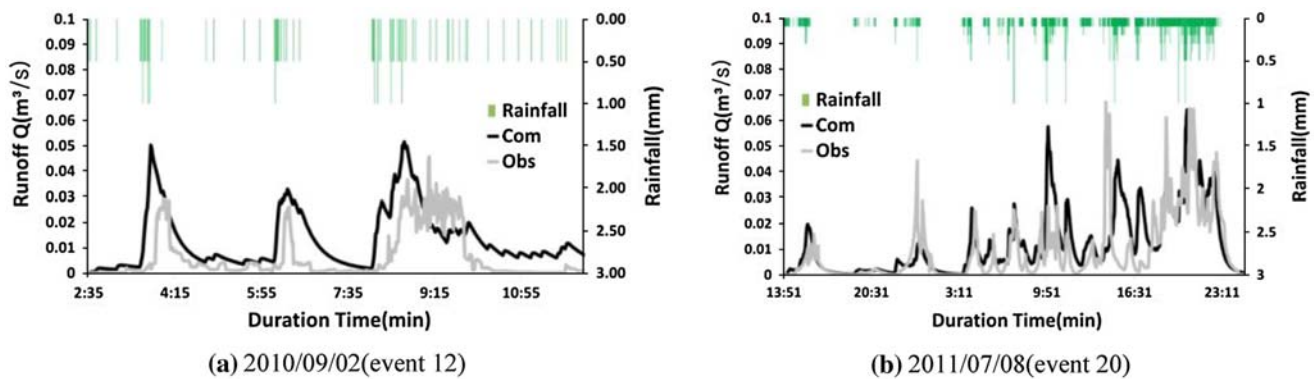 0.1
0.09
0.08
0.07
0.06
0.05
0.04
0.03
0.02
0.01
0
Runoff Q(m³/s)
0.00
0.50
1.00
1.50
2.00
2.50
3.00
Rainfall(mm)
Rainfall
Com
Obs
2:35 4:15 5:55 7:35 9:15 10:55
Duration Time(min)
(a) 2010/09/02(event 12)
0.1
0.09
0.08
0.07
0.06
0.05
0.04
0.03
0.02
0.01
0
Runoff Q(m³/s)
0
0.5
1
1.5
2
2.5
3
Rainfall(mm)
Rainfall
Com
Obs
13:51 20:31 3:11 9:51 16:31 23:11
Duration Time(min)
(b) 2011/07/08(event 20)